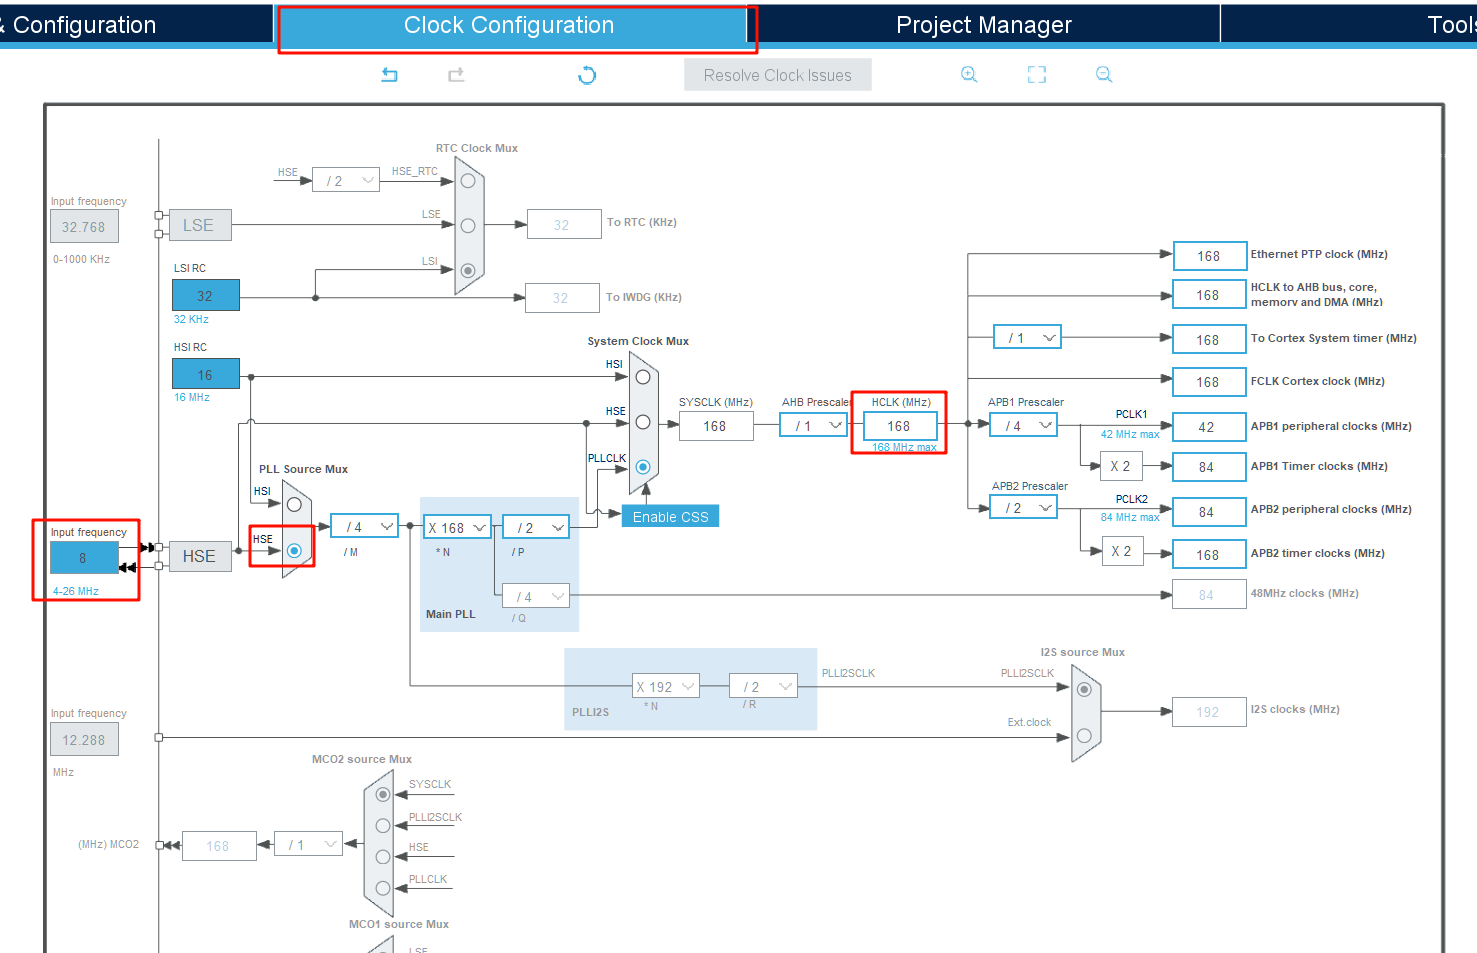 & Configuration
Clock Configuration
Project Manager
Tools
Resolve Clock Issues
RTC Clock Mux
HSE
/ 2
HSE_RTC
Input frequency
32.768
0-1000 KHz
LSE
LSE
32
To RTC (KHz)
LSI RC
LSI
32
32 KHz
32
To IWDG (KHz)
HSI RC
16
16 MHz
System Clock Mux
HSI
HSE
PLLCLK
SYSCLK (MHz)
168
AHB Prescaler
/ 1
HCLK (MHz)
168
168 MHz max
168
Ethernet PTP clock (MHz)
168
HCLK to AHB bus, core,
memory and DMA (MHz)
/ 1
168
To Cortex System timer (MHz)
168
FCLK Cortex clock (MHz)
APB1 Prescaler
/ 4
PCLK1
42 MHz max
42
APB1 peripheral clocks (MHz)
X 2
84
APB1 Timer clocks (MHz)
APB2 Prescaler
/ 2
PCLK2
84 MHz max
84
APB2 peripheral clocks (MHz)
X 2
168
APB2 timer clocks (MHz)
84
48MHz clocks (MHz)
PLL Source Mux
HSI
HSE
Input frequency
8
4-26 MHz
HSE
/ 4
/ M
X 168
* N
/ 2
/ P
Enable CSS
/ 4
/ Q
Main PLL
X 192
* N
/ 2
/ R
PLLI2S
PLLI2SCLK
PLLI2SCLK
I2S source Mux
Ext.clock
192
I2S clocks (MHz)
Input frequency
12.288
MHz
MCO2 source Mux
SYSCLK
PLLI2SCLK
HSE
PLLCLK
(MHz) MCO2
168
/ 1
MCO1 source Mux
LSE